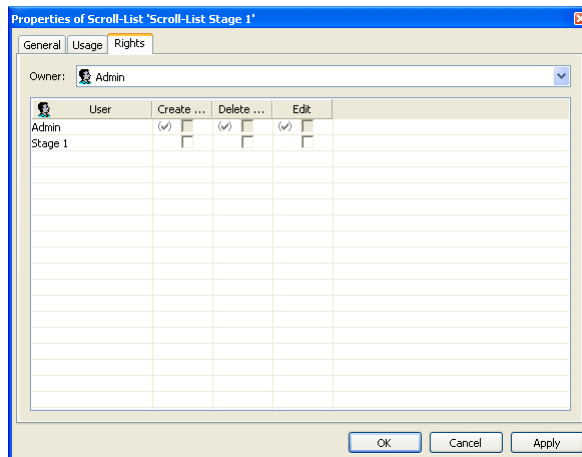 Properties of Scroll-List 'Scroll-List Stage 1'
General Usage Rights
Owner: Admin
User Create ... Delete ... Edit
Admin (✓) (✓) (✓)
Stage 1
OK Cancel Apply